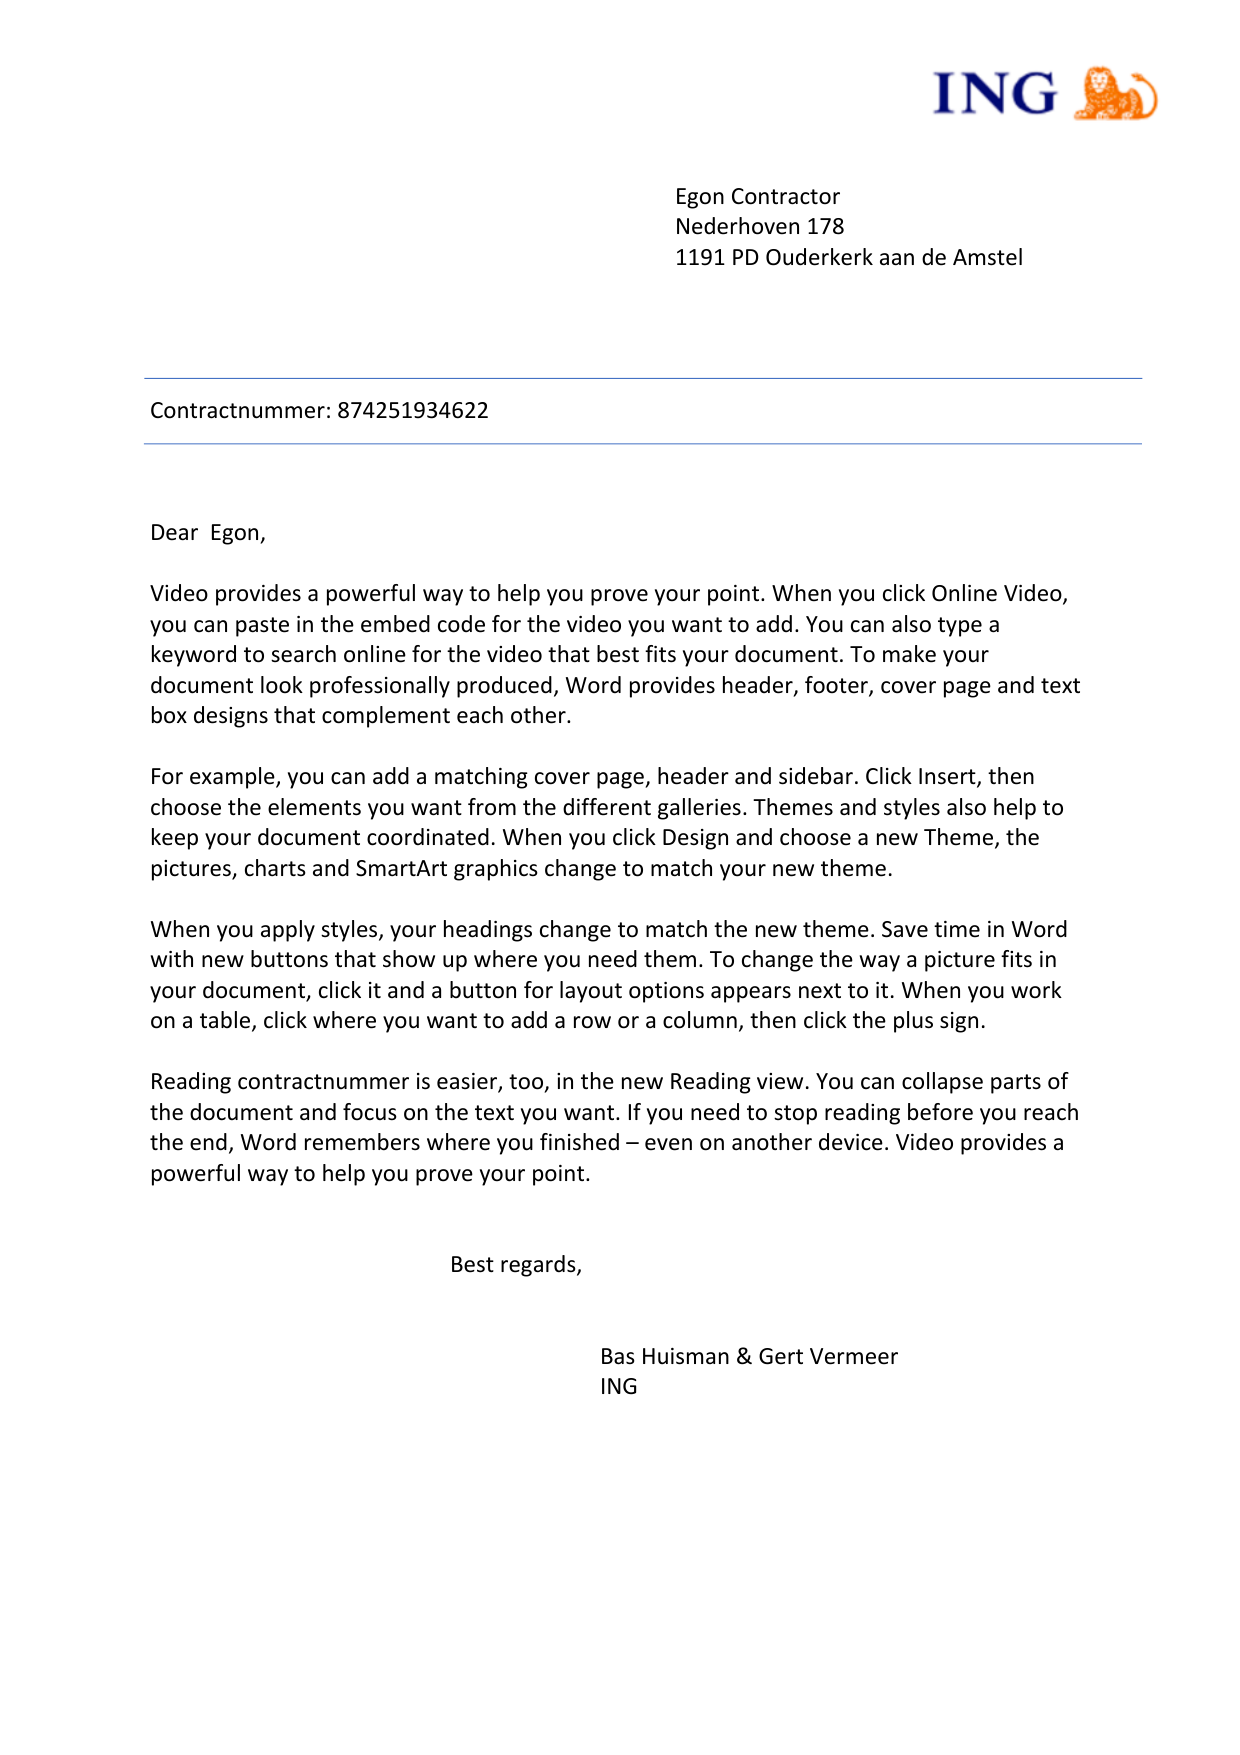 ING
Egon Contractor
Nederhoven 178
1191 PD Ouderkerk aan de Amstel
Contractnummer: 874251934622
Dear  Egon,
Video provides a powerful way to help you prove your point. When you click Online Video,
you can paste in the embed code for the video you want to add. You can also type a
keyword to search online for the video that best fits your document. To make your
document look professionally produced, Word provides header, footer, cover page and text
box designs that complement each other.
For example, you can add a matching cover page, header and sidebar. Click Insert, then
choose the elements you want from the different galleries. Themes and styles also help to
keep your document coordinated. When you click Design and choose a new Theme, the
pictures, charts and SmartArt graphics change to match your new theme.
When you apply styles, your headings change to match the new theme. Save time in Word
with new buttons that show up where you need them. To change the way a picture fits in
your document, click it and a button for layout options appears next to it. When you work
on a table, click where you want to add a row or a column, then click the plus sign.
Reading contractnummer is easier, too, in the new Reading view. You can collapse parts of
the document and focus on the text you want. If you need to stop reading before you reach
the end, Word remembers where you finished – even on another device. Video provides a
powerful way to help you prove your point.
Best regards,
Bas Huisman & Gert Vermeer
ING